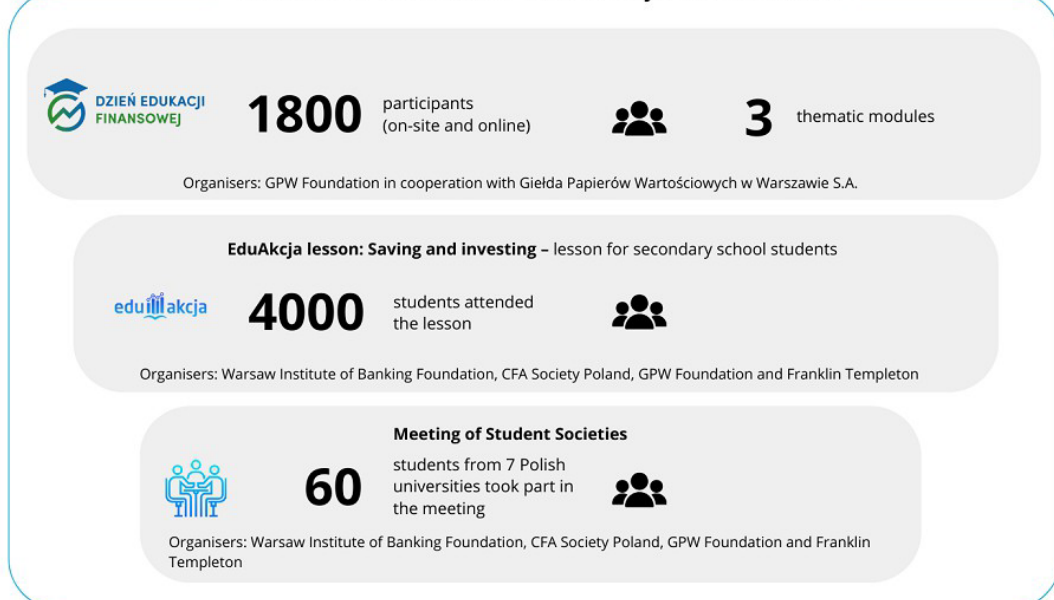 DZIEŃ EDUKACJI
FINANSOWEJ
1800
participants
(on-site and online)
3
thematic modules
Organisers: GPW Foundation in cooperation with Giełda Papierów Wartościowych w Warszawie S.A.
EduAkcja lesson: Saving and investing – lesson for secondary school students
edu akcja
4000
students attended
the lesson
Organisers: Warsaw Institute of Banking Foundation, CFA Society Poland, GPW Foundation and Franklin Templeton
Meeting of Student Societies
60
students from 7 Polish
universities took part in
the meeting
Organisers: Warsaw Institute of Banking Foundation, CFA Society Poland, GPW Foundation and Franklin
Templeton